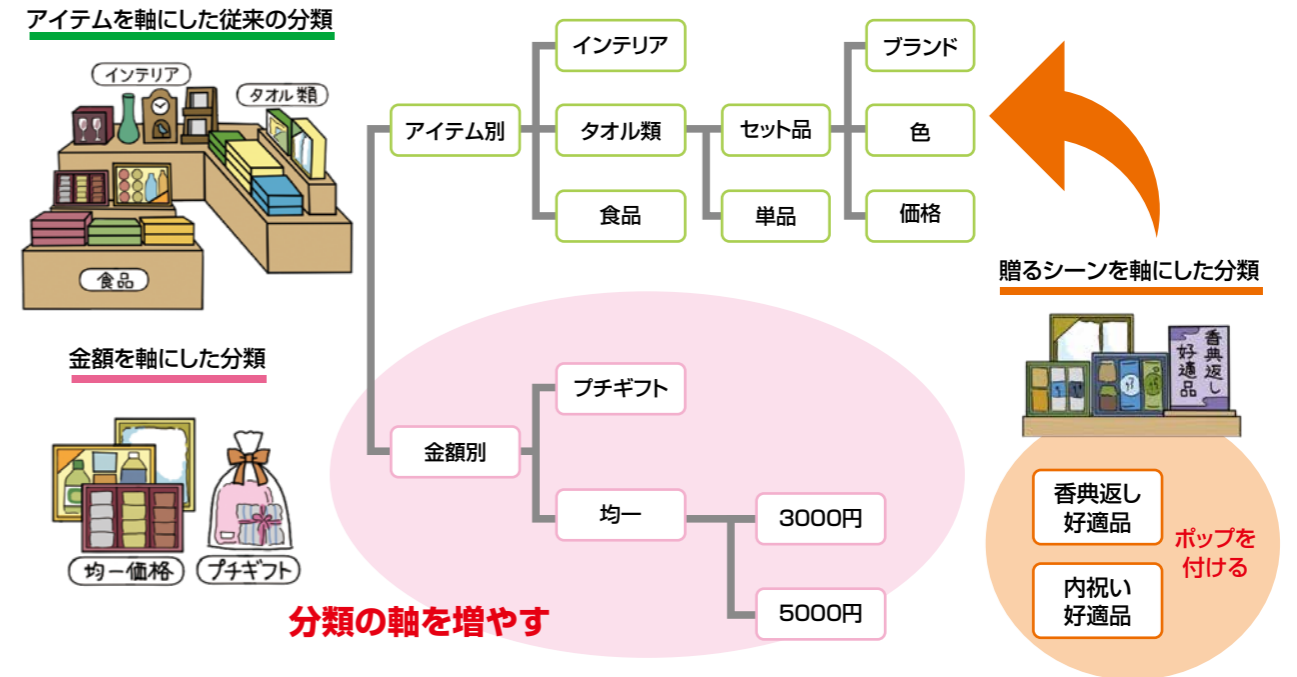 アイテムを軸にした従来の分類
インテリア
タオル類
食品
アイテム別
インテリア
タオル類
食品
セット品
単品
ブランド
色
価格
贈るシーンを軸にした分類
香典返し
好適品
香典返し
好適品
内祝い
好適品
ポップを
付ける
金額を軸にした分類
均一価格
プチギフト
金額別
プチギフト
均一
3000円
5000円
分類の軸を増やす